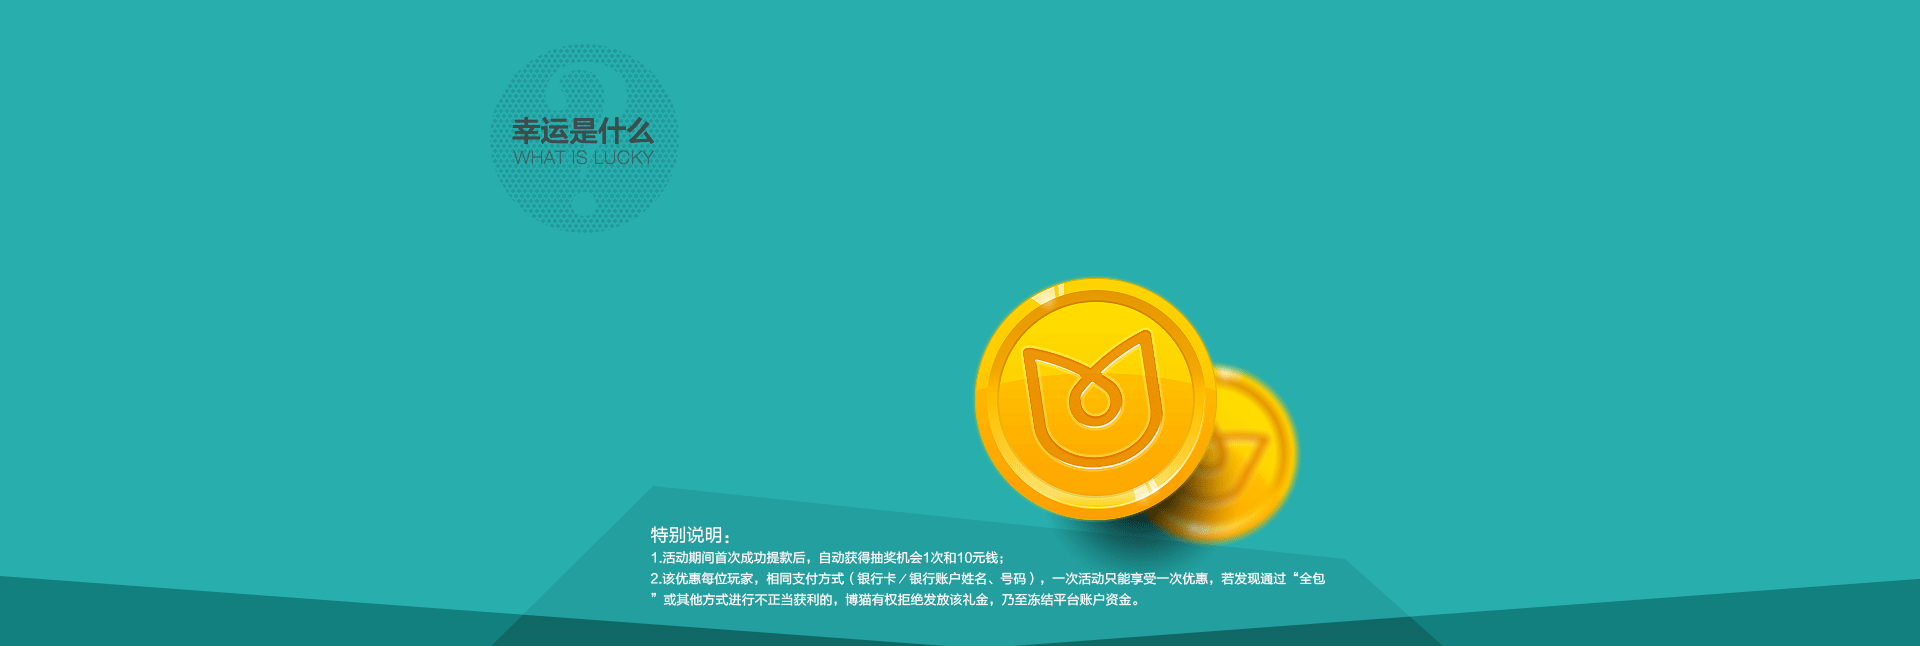 幸运是什么
WHAT IS LUCKY
特别说明：
1.活动期间首次成功提款后，自动获得抽奖机会1次和10元钱；
2.该优惠每位玩家，相同支付方式（银行卡／银行账户姓名、号码），一次活动只能享受一次优惠，若发现通过“全包
”或其他方式进行不正当获利的，博猫有权拒绝发放该礼金，乃至冻结平台账户资金。